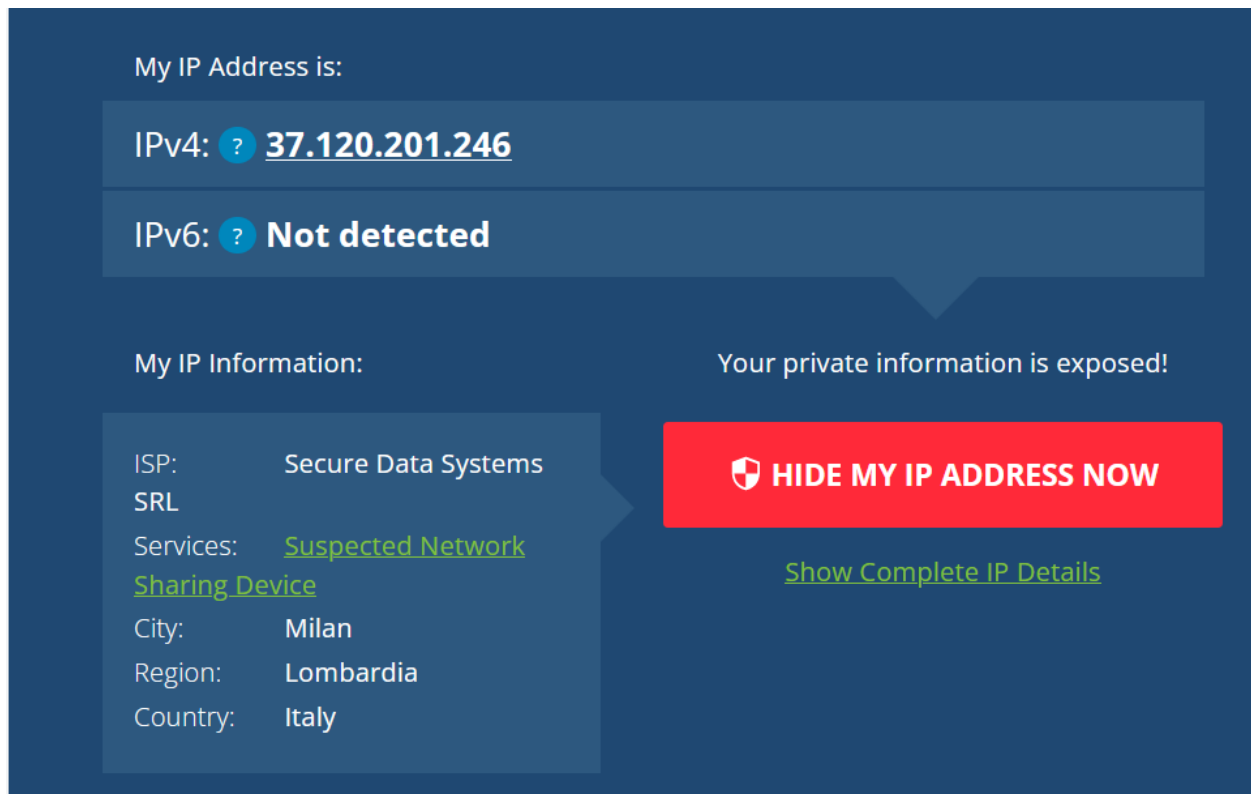 My IP Address is:
IPv4: ? 37.120.201.246
IPv6: ? Not detected
My IP Information:
ISP: Secure Data Systems
SRL
Services: Suspected Network
Sharing Device
City: Milan
Region: Lombardia
Country: Italy
Your private information is exposed!
HIDE MY IP ADDRESS NOW
Show Complete IP Details